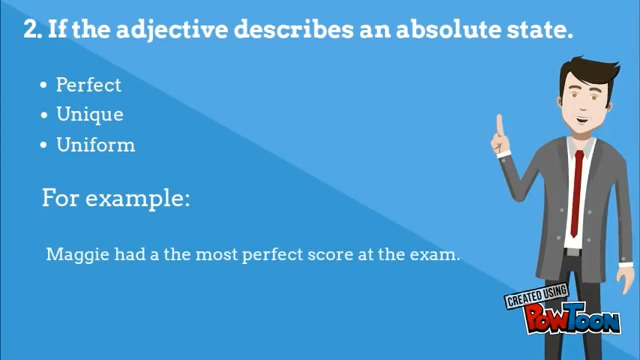 2. If the adjective describes an absolute state.
• Perfect
• Unique
• Uniform
For example:
Maggie had a the most perfect score at the exam.
CREATED USING
POWTOON